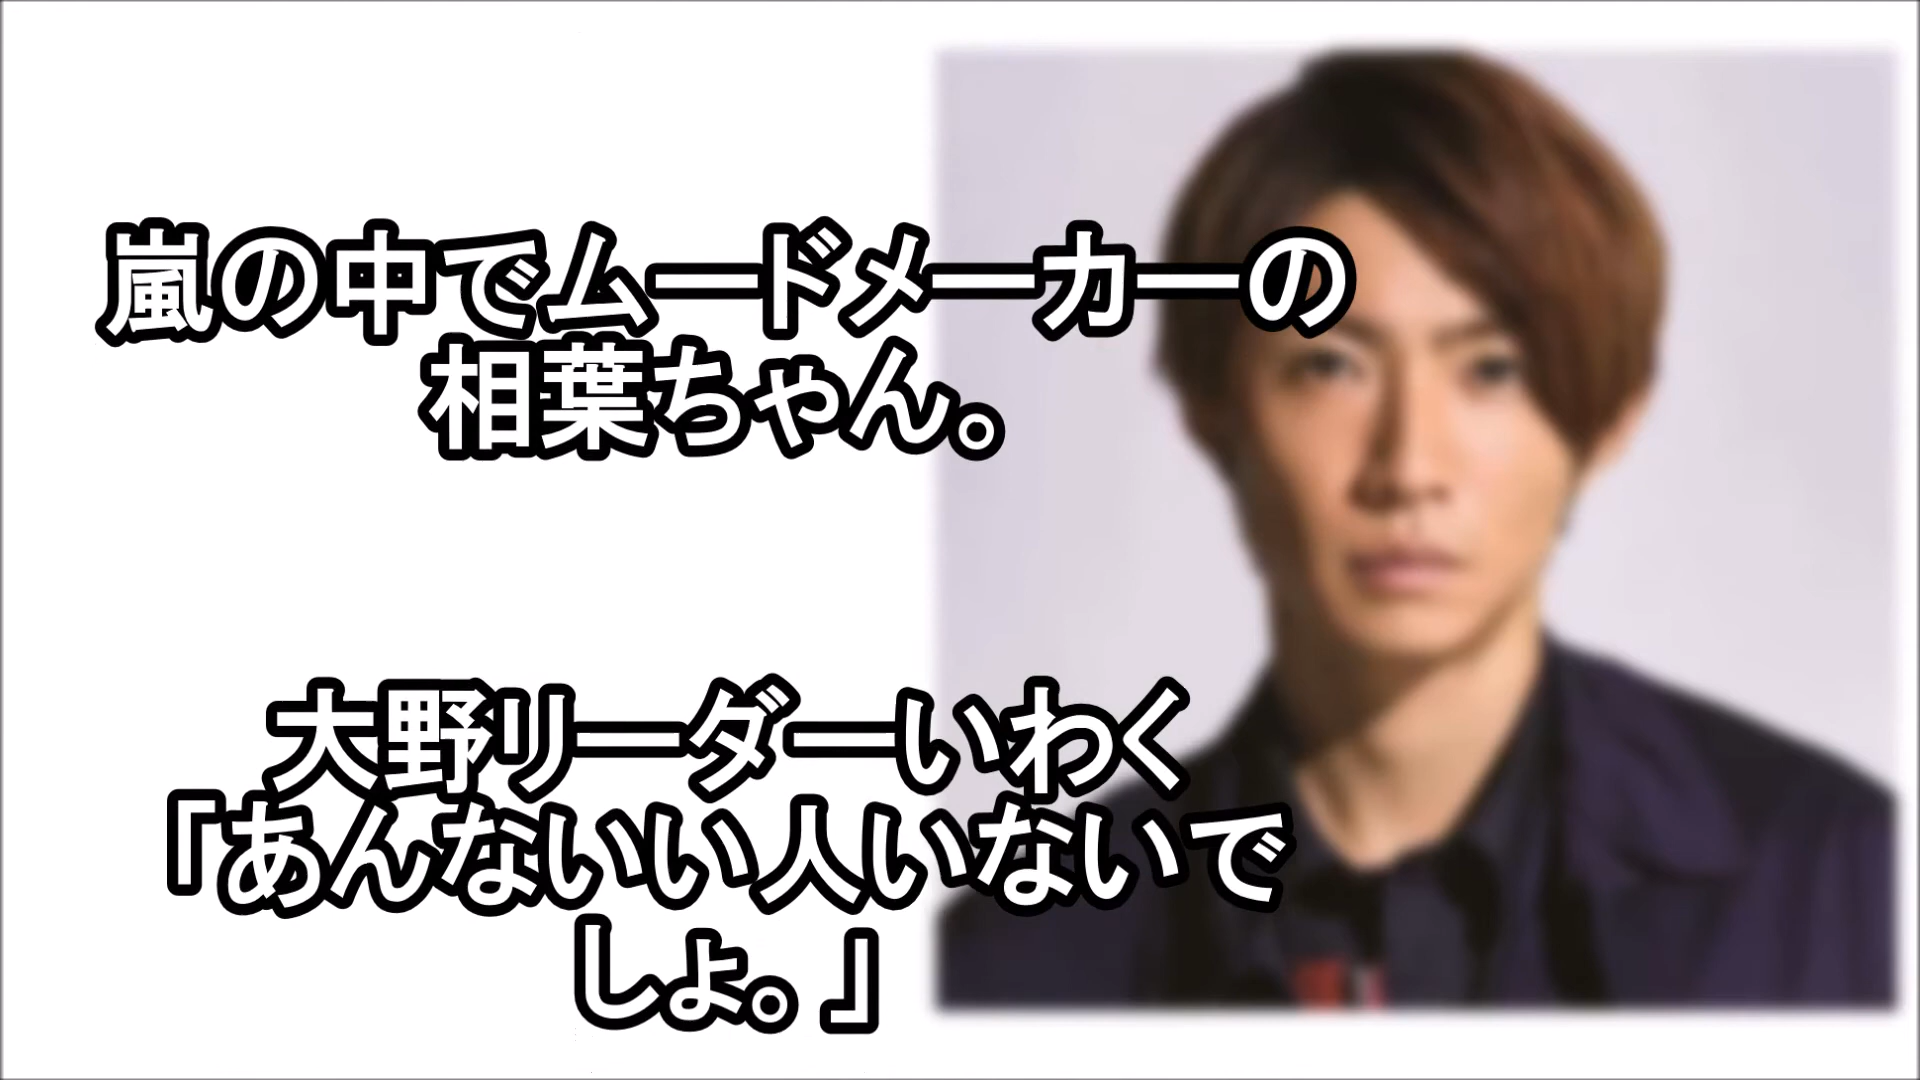 嵐の中でムードメーカーの
相葉ちゃん。
大野リーダーいわく
「あんないい人いないで
しょ。」